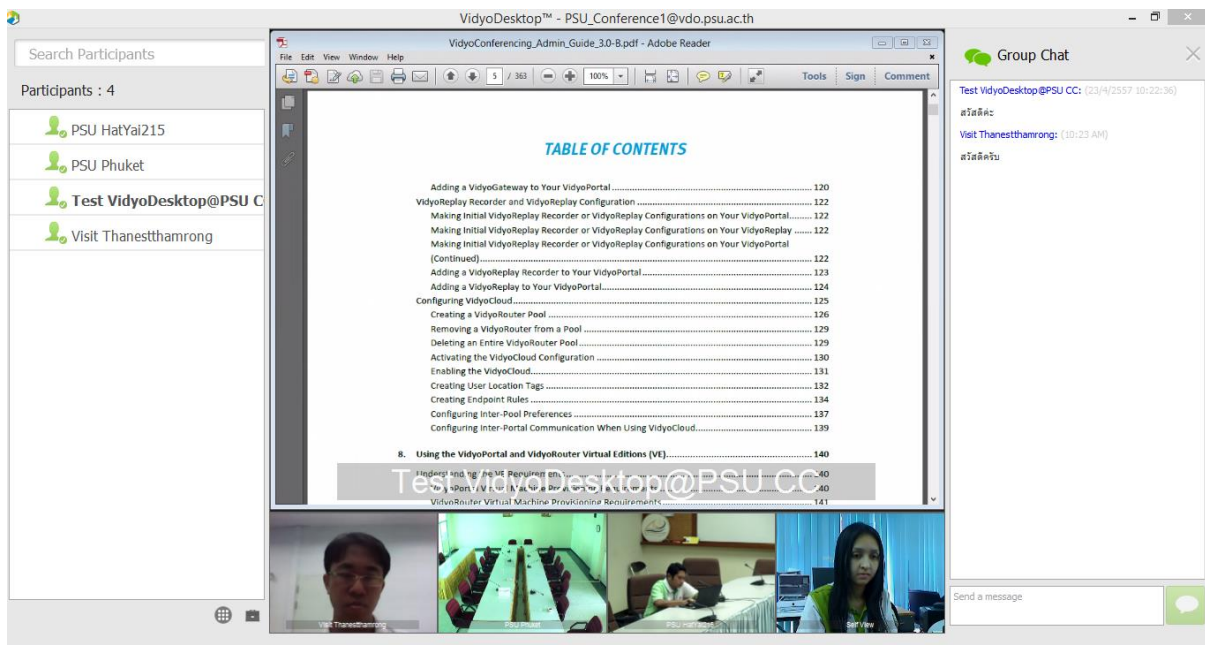 VidyoDesktop™ - PSU_Conference1@vdo.psu.ac.th
Search Participants
Participants : 4
PSU HatYai215
PSU Phuket
Test VidyoDesktop@PSU C
Visit Thanestthamrong
VidyoConferencing_Admin_Guide_3.0-B.pdf - Adobe Reader
File Edit View Window Help
5 / 363 100% Tools Sign Comment
TABLE OF CONTENTS
Adding a VidyoGateway to Your VidyoPortal 120
VidyoReplay Recorder and VidyoReplay Configuration 122
Making Initial VidyoReplay Recorder or VidyoReplay Configurations on Your VidyoPortal 122
Making Initial VidyoReplay Recorder or VidyoReplay Configurations on Your VidyoReplay 122
Making Initial VidyoReplay Recorder or VidyoReplay Configurations on Your VidyoPortal
(Continued) 122
Adding a VidyoReplay Recorder to Your VidyoPortal 123
Adding a VidyoReplay to Your VidyoPortal 124
Configuring VidyoCloud 125
Creating a VidyoRouter Pool 126
Removing a VidyoRouter from a Pool 129
Deleting an Entire VidyoRouter Pool 129
Activating the VidyoCloud Configuration 130
Enabling the VidyoCloud 131
Creating User Location Tags 132
Creating Endpoint Rules 134
Configuring Inter-Pool Preferences 137
Configuring Inter-Portal Communication When Using VidyoCloud 139
8. Using the VidyoPortal and VidyoRouter Virtual Editions (VE) 140
Understanding the VE Requirements 140
VidyoPortal Virtual Machine Provisioning Requirements 140
VidyoRouter Virtual Machine Provisioning Requirements 141
Test VidyoDesktop@PSU CC
Visit Thanestthamrong
PSU Phuket
PSU HatYai215
Self View
Group Chat
Test VidyoDesktop@PSU CC: (23/4/2557 10:22:36)
สวัสดีค่ะ
Visit Thanestthamrong: (10:23 AM)
สวัสดีครับ
Send a message